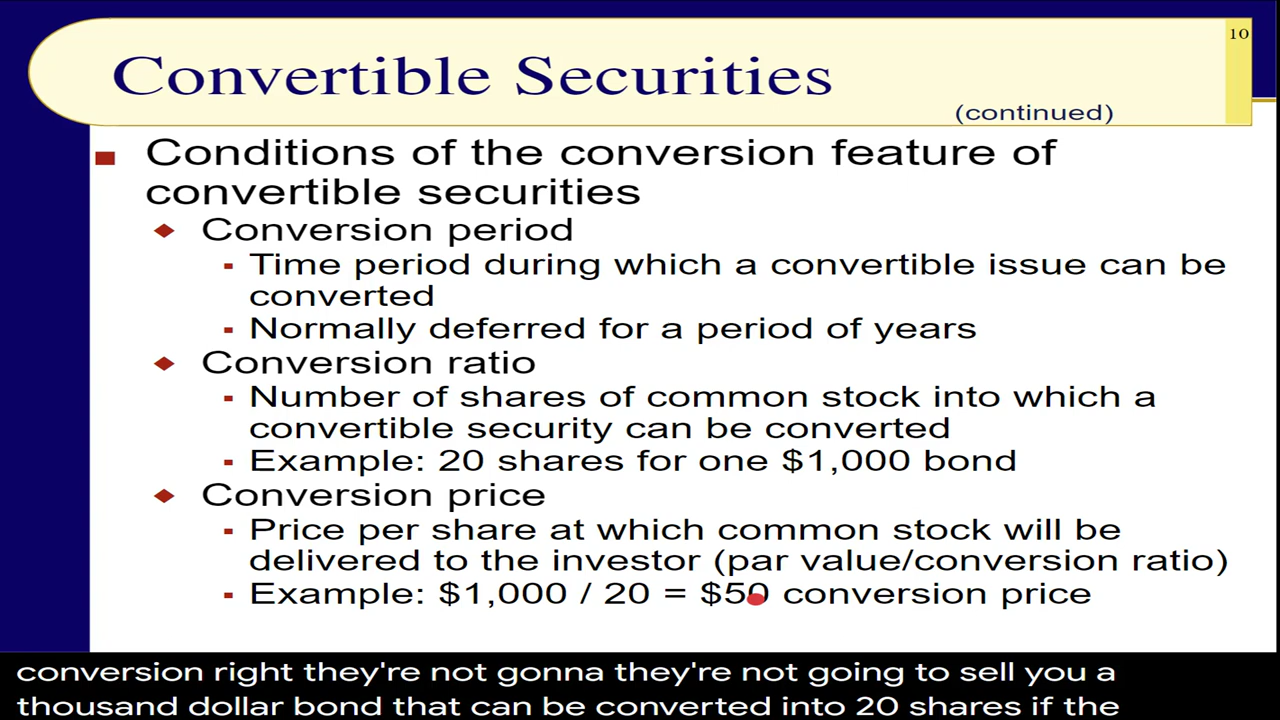 10
Convertible Securities
(continued)
Conditions of the conversion feature of
convertible securities
Conversion period
Time period during which a convertible issue can be
converted
Normally deferred for a period of years
Conversion ratio
Number of shares of common stock into which a
convertible security can be converted
Example: 20 shares for one $1,000 bond
Conversion price
Price per share at which common stock will be
delivered to the investor (par value/conversion ratio)
Example: $1,000 / 20 = $50 conversion price
conversion right they're not gonna they're not going to sell you a
thousand dollar bond that can be converted into 20 shares if the